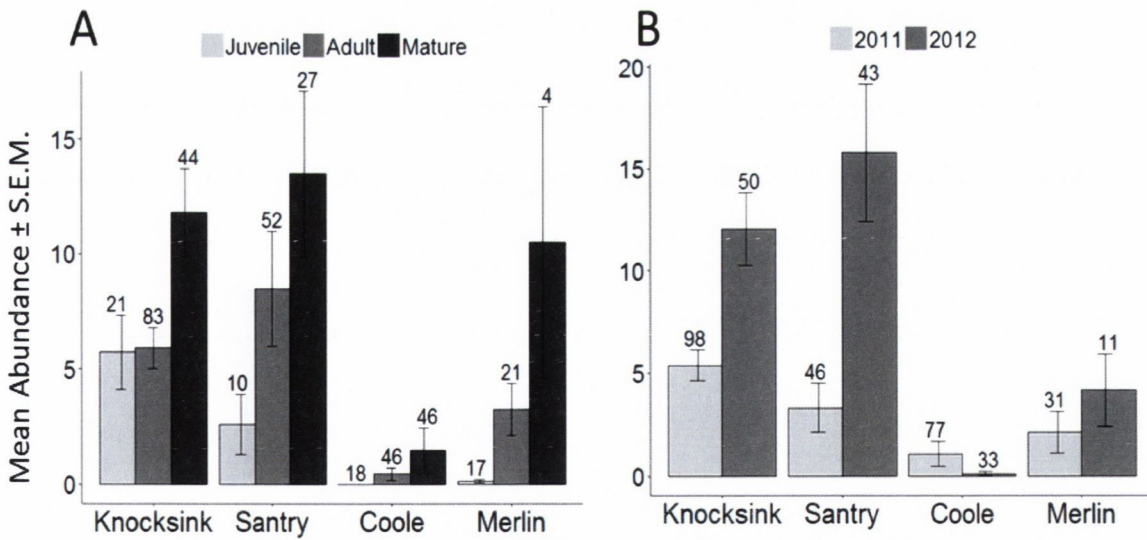 A
Juvenile Adult Mature
Mean Abundance ± S.E.M.
15
10
5
0
21 83 44
10 52 27
18 46 46
17 21 4
Knocksink Santry Coole Merlin
B
2011 2012
20
15
10
5
0
98 50
46 43
77 33
31 11
Knocksink Santry Coole Merlin